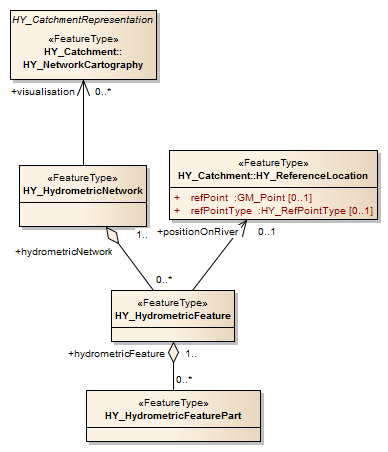 HY_CatchmentRepresentation
«FeatureType»
HY_Catchment::
HY_NetworkCartography
+visualisation
0..*
«FeatureType»
HY_HydrometricNetwork
«FeatureType»
HY_Catchment::HY_ReferenceLocation
+ refPoint :GM_Point [0..1]
+ refPointType :HY_RefPointType [0..1]
1..
+positionOnRiver
0..1
+hydrometricNetwork
0..*
«FeatureType»
HY_HydrometricFeature
+hydrometricFeature
1..
0..*
«FeatureType»
HY_HydrometricFeaturePart